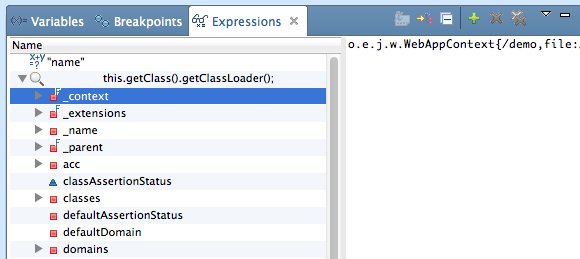 Variables Breakpoints Expressions
Name
"name"
this.getClass().getClassLoader();
_context
_extensions
_name
_parent
acc
classAssertionStatus
classes
defaultAssertionStatus
defaultDomain
domains
o.e.j.w.WebAppContext{/demo,file: